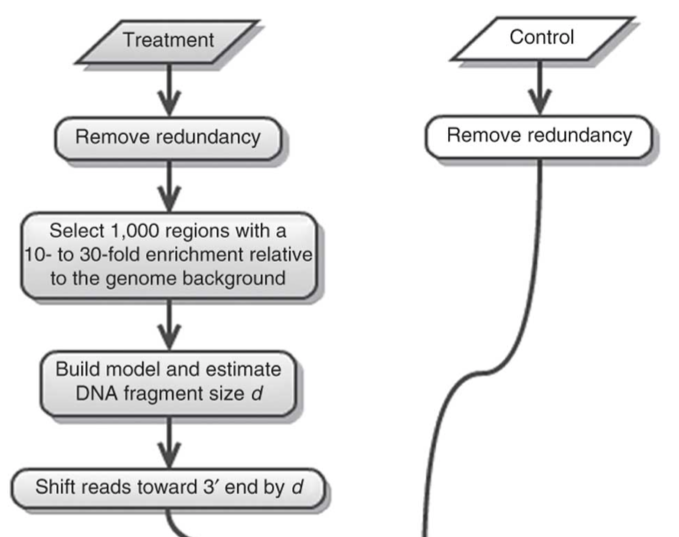 Treatment
Control
Remove redundancy
Remove redundancy
Select 1,000 regions with a
10- to 30-fold enrichment relative
to the genome background
Build model and estimate
DNA fragment size d
Shift reads toward 3′ end by d